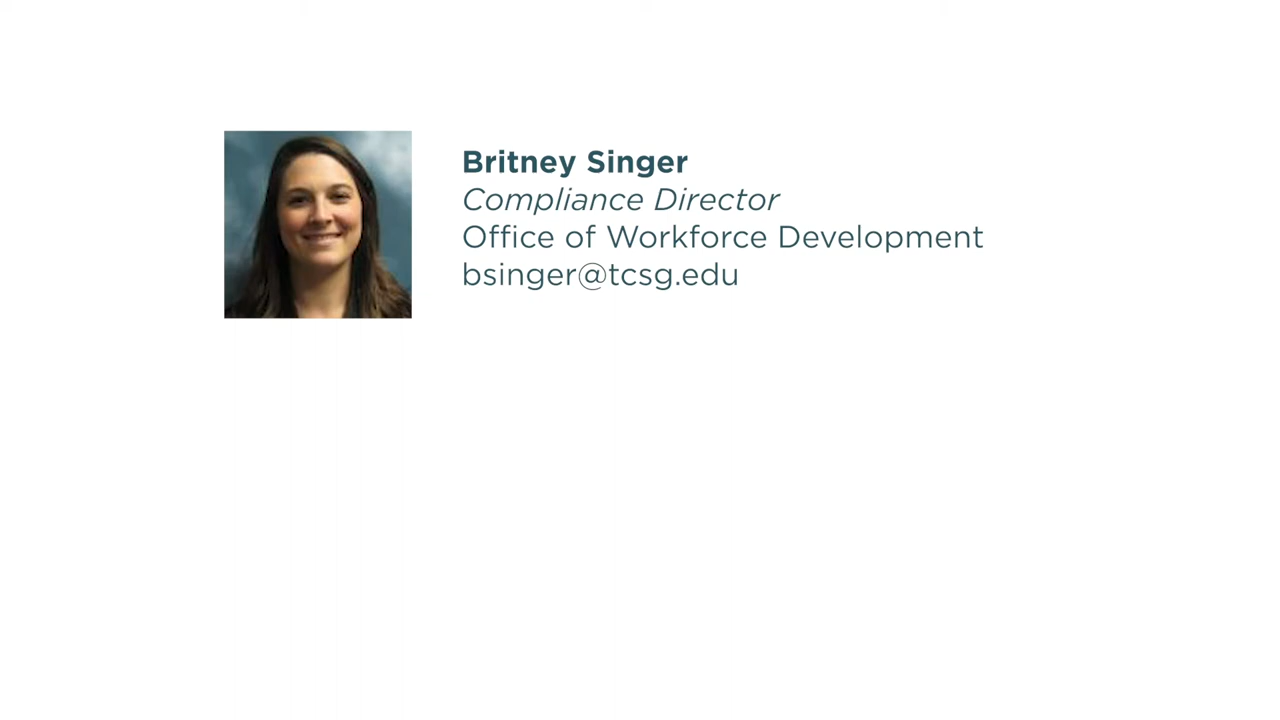 Britney Singer
Compliance Director
Office of Workforce Development
bsinger@tcsg.edu